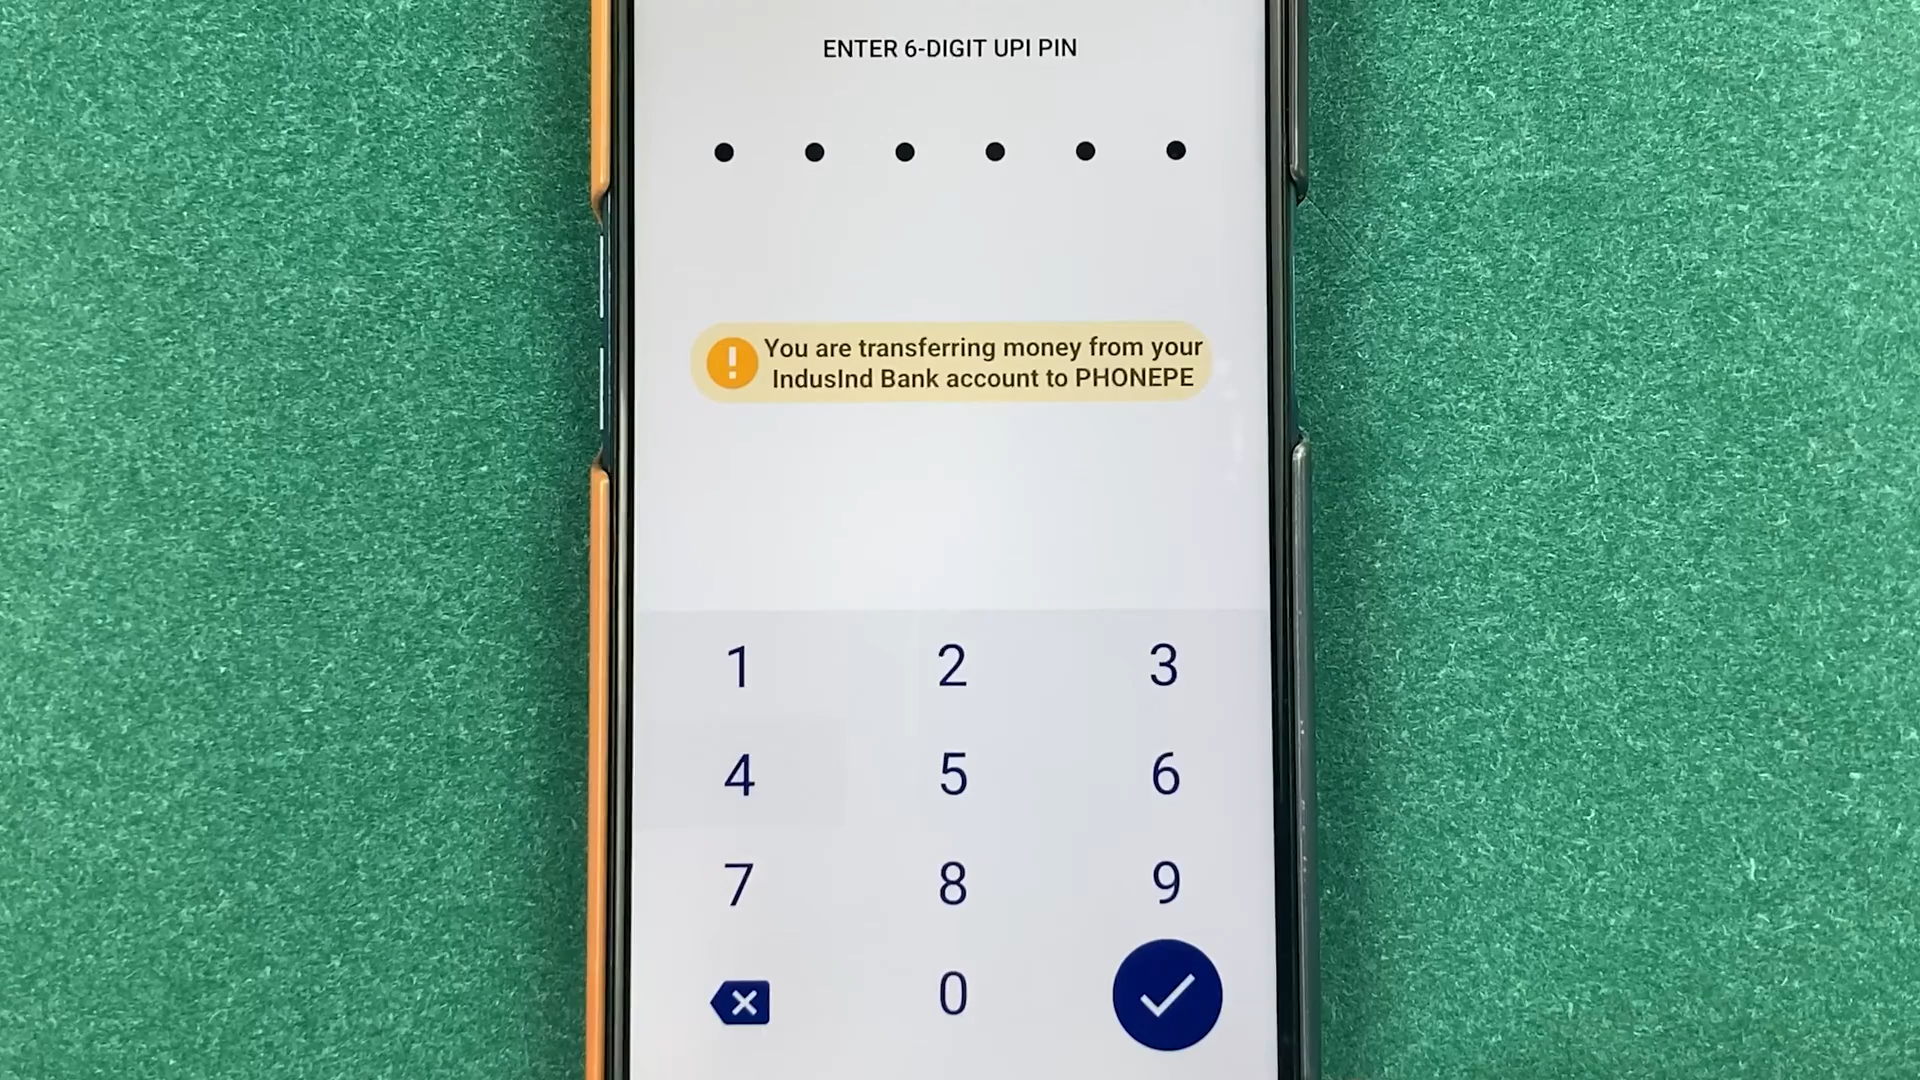 ENTER 6-DIGIT UPI PIN
You are transferring money from your
IndusInd Bank account to PHONEPE
1 2 3
4 5 6
7 8 9
0